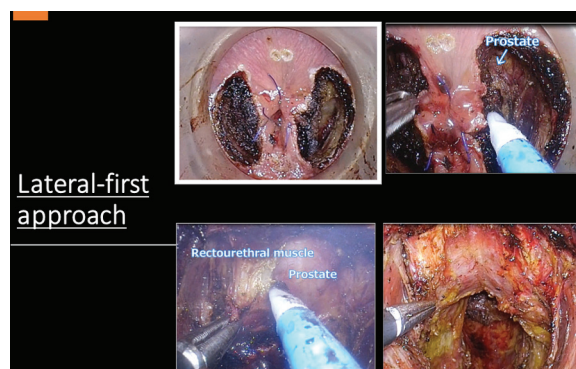 Prostate
Lateral-first
approach
Rectourethral muscle
Prostate